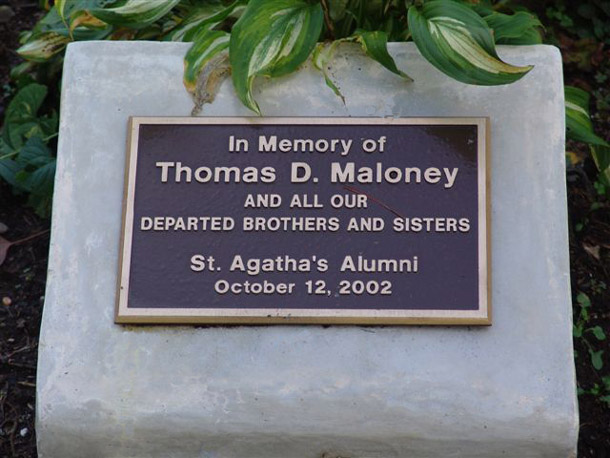 In Memory of
Thomas D. Maloney
AND ALL OUR
DEPARTED BROTHERS AND SISTERS
St. Agatha's Alumni
October 12, 2002